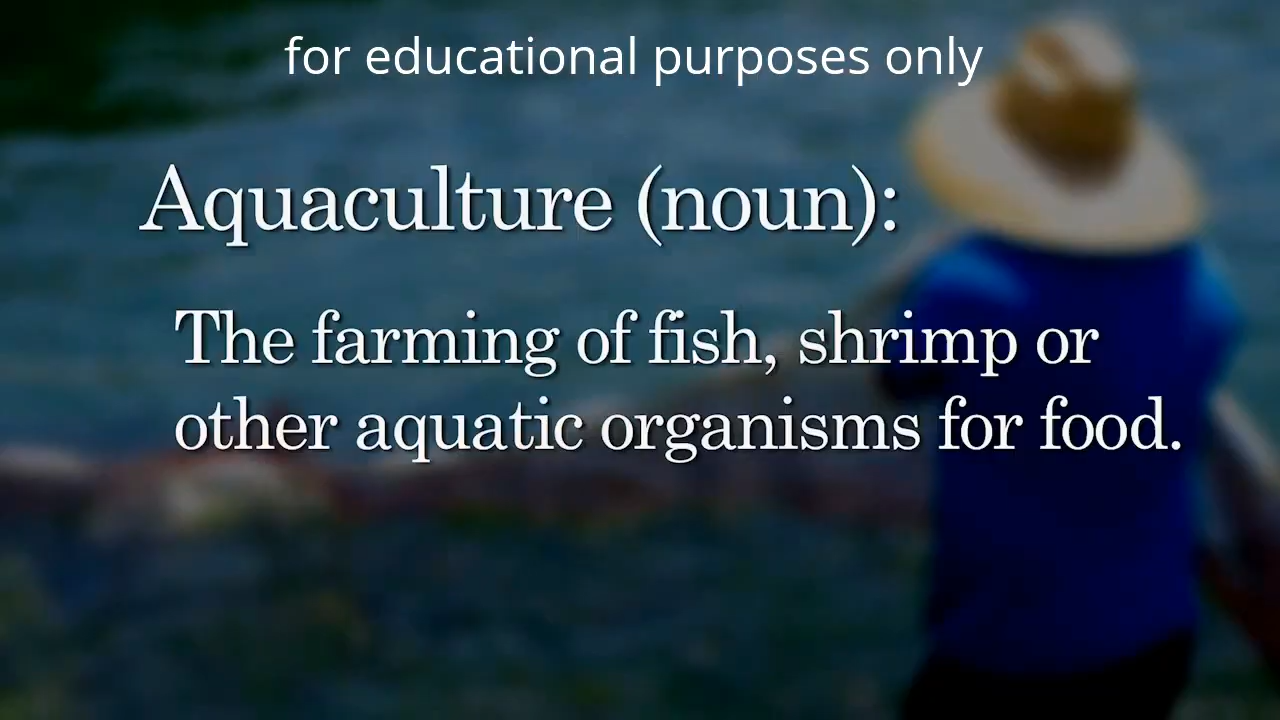 for educational purposes only
Aquaculture (noun):
The farming of fish, shrimp or
other aquatic organisms for food.